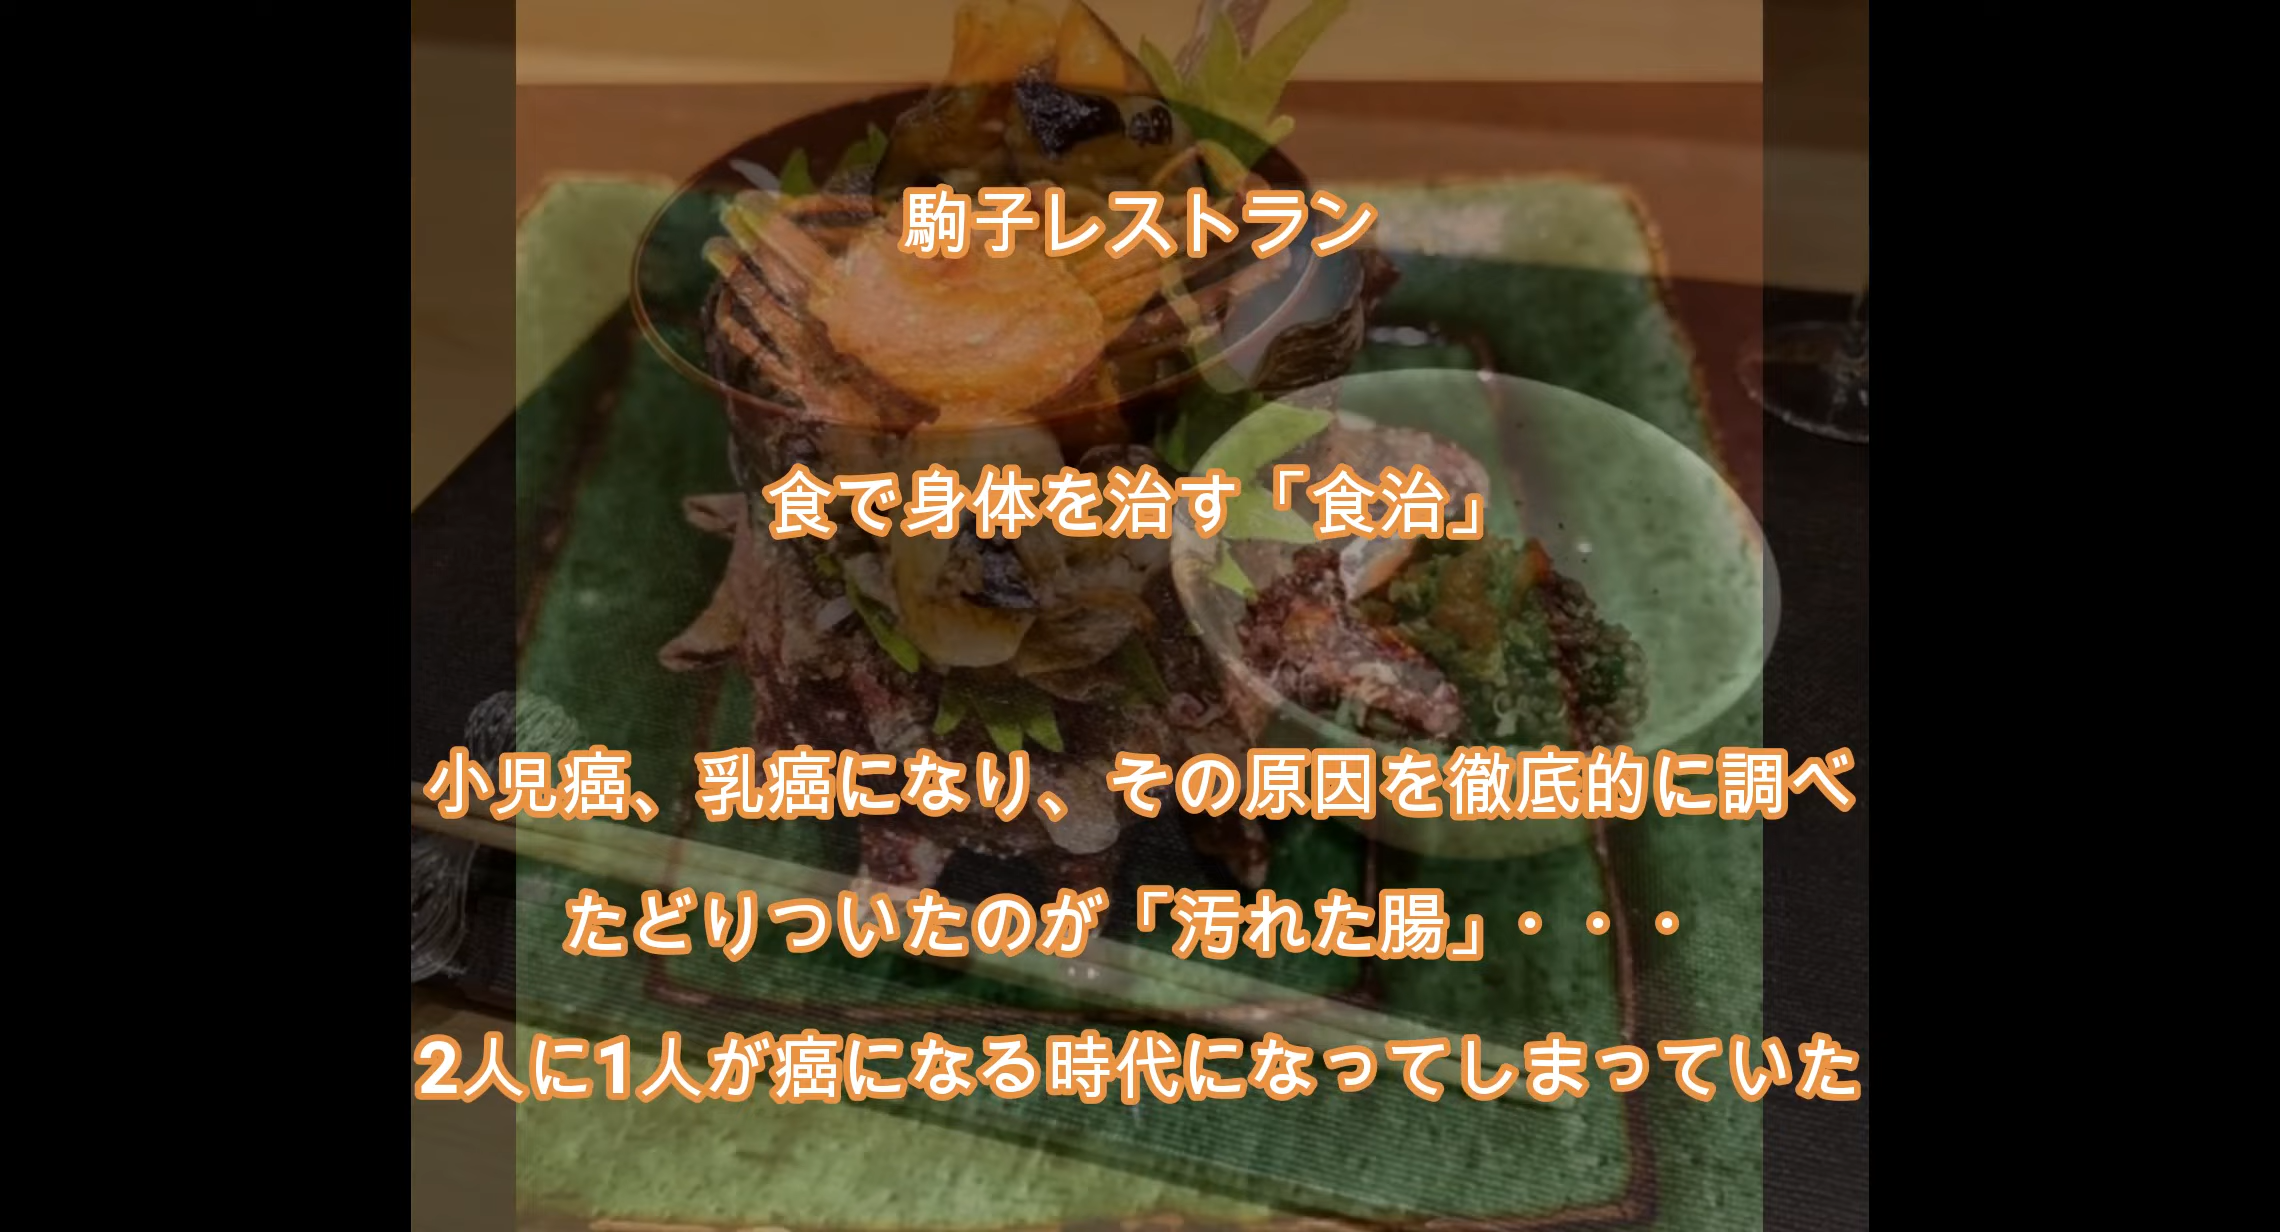 駒子レストラン
食で身体を治す「食治」
小児癌、乳癌になり、その原因を徹底的に調べ
たどりついたのが「汚れた腸」・・・
2人に1人が癌になる時代になってしまっていた